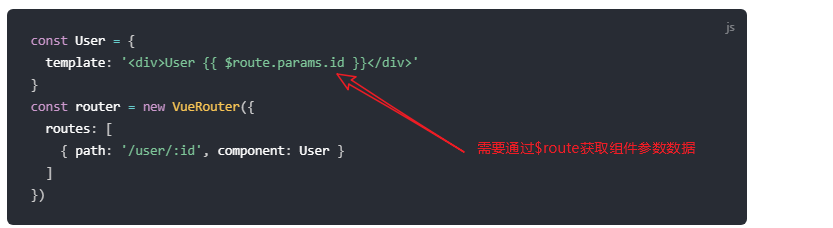 js
const User = {
  template: '<div>User {{ $route.params.id }}</div>'
}
const router = new VueRouter({
  routes: [
    { path: '/user/:id', component: User }
  ]
})
需要通过$route获取组件参数数据